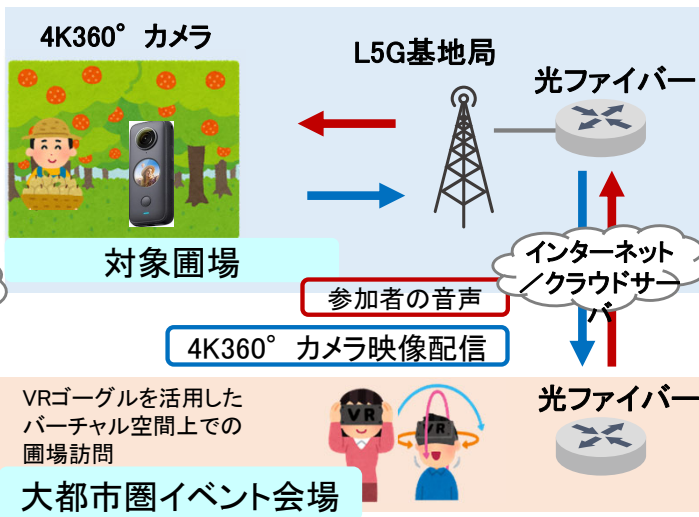 4K360°カメラ
L5G基地局
光ファイバー
対象圃場
インターネット
／クラウドサー
バ
参加者の音声
4K360°カメラ映像配信
VRゴーグルを活用した
バーチャル空間上での
圃場訪問
VR
VR
光ファイバー
大都市圏イベント会場